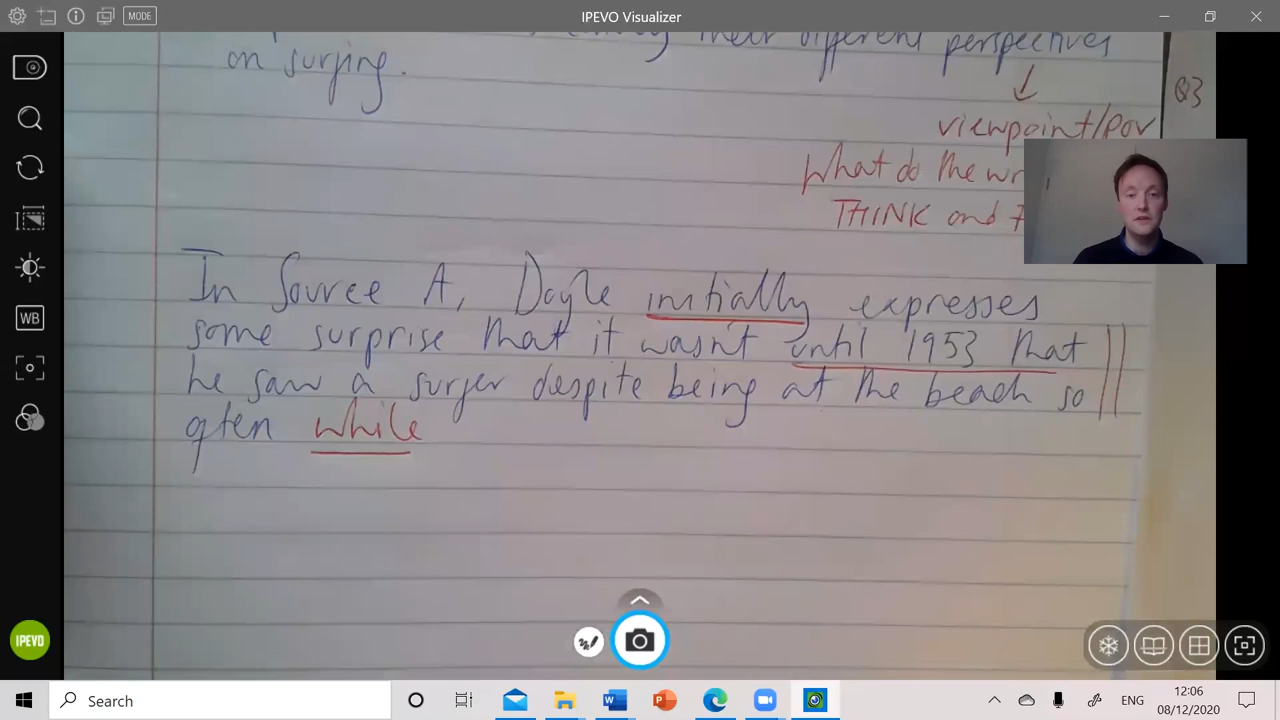 MODE
IPEVO Visualizer
their different perspectives
on surfing.
Q3
viewpoint/pov
What do the
THINK and
WB
In Source A, Doyle initially expresses
some surprise that it wasn't until 1953 that
he saw a surfer despite being at the beach so
often while
IPEVO
Search
ENG
12:06
08/12/2020